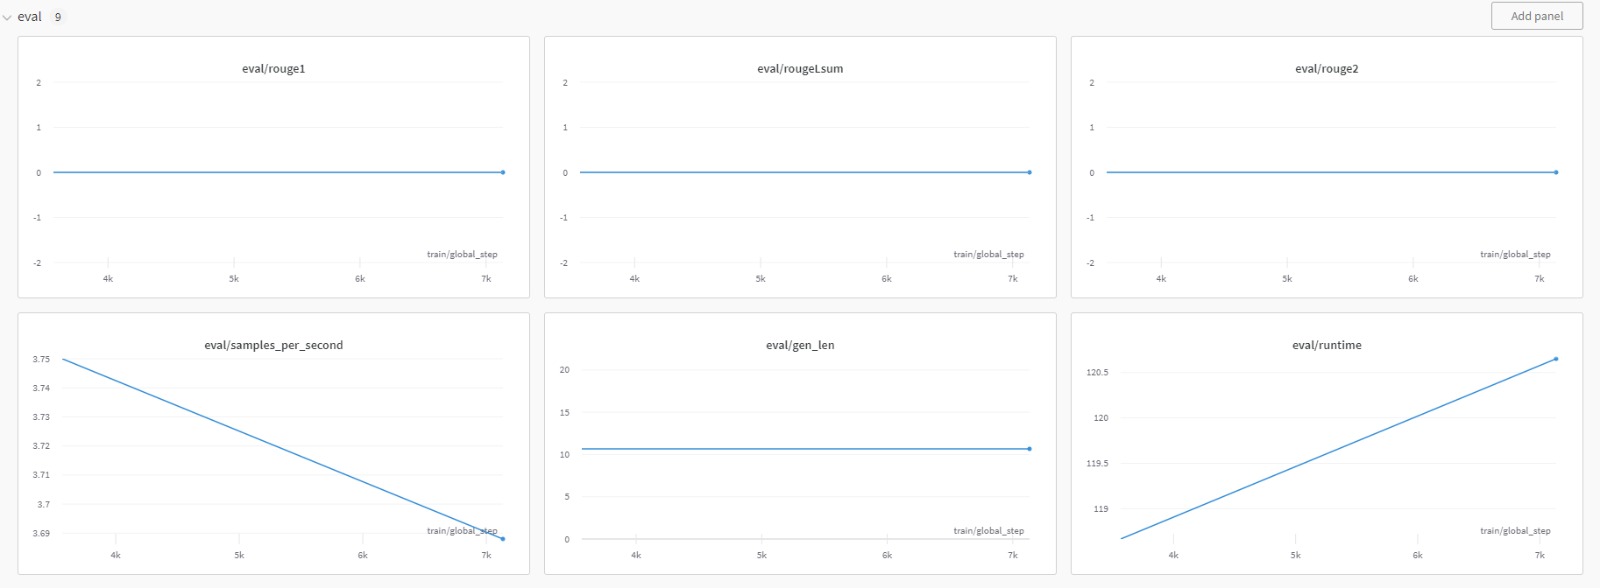 eval 9
Add panel
eval/rouge1
2
1
0
-1
-2
train/global_step
4k 5k 6k 7k
eval/rougeLsum
2
1
0
-1
-2
train/global_step
4k 5k 6k 7k
eval/rouge2
2
1
0
-1
-2
train/global_step
4k 5k 6k 7k
eval/samples_per_second
3.75
3.74
3.73
3.72
3.71
3.7
3.69
train/global_step
4k 5k 6k 7k
eval/gen_len
20
15
10
5
0
train/global_step
4k 5k 6k 7k
eval/runtime
120.5
120
119.5
119
train/global_step
4k 5k 6k 7k